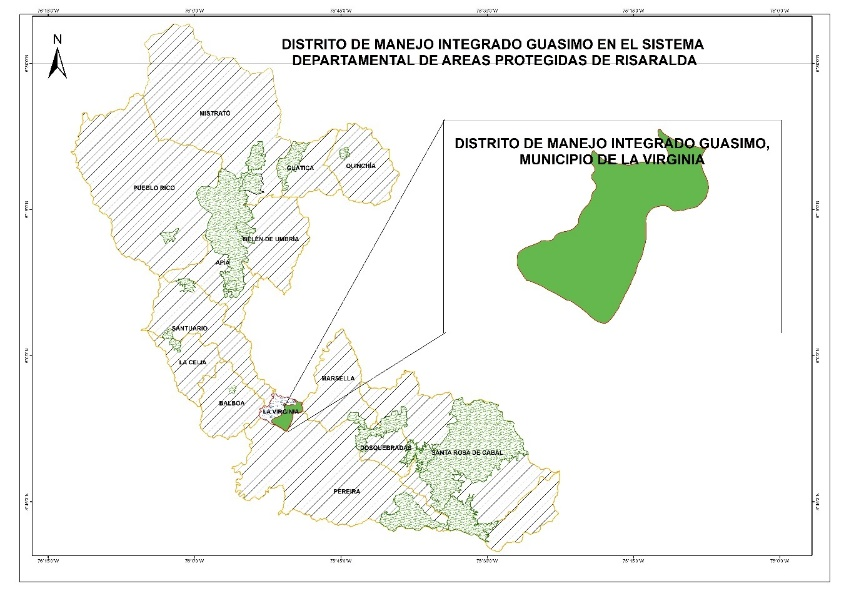 DISTRITO DE MANEJO INTEGRADO GUASIMO EN EL SISTEMA
DEPARTAMENTAL DE AREAS PROTEGIDAS DE RISARALDA
N
DISTRITO DE MANEJO INTEGRADO GUASIMO,
MUNICIPIO DE LA VIRGINIA
MISTRATÓ
GUATICA
QUINCHÍA
PUEBLO RICO
BELÉN DE UMBRÍA
APÍA
SANTUARIO
LA CELIA
MARSELLA
BALBOA
LA VIRGINIA
DOSQUEBRADAS
SANTA ROSA DE CABAL
PEREIRA